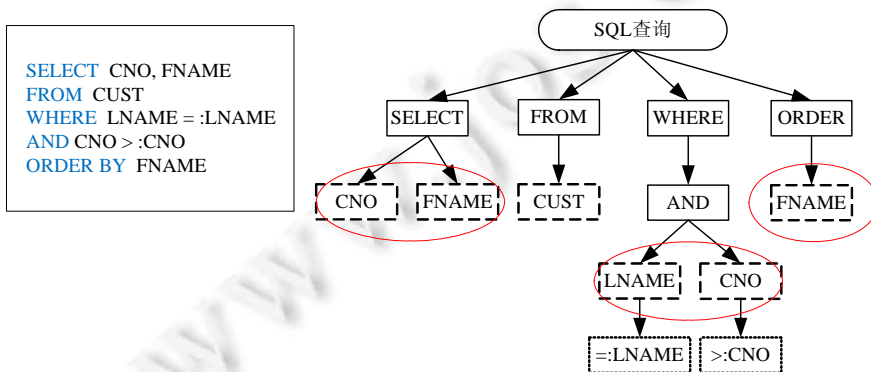 SELECT CNO, FNAME
FROM CUST
WHERE LNAME = :LNAME
AND CNO > :CNO
ORDER BY FNAME
SQL查询
SELECT FROM WHERE ORDER
CNO FNAME CUST AND FNAME
LNAME CNO
=:LNAME >:CNO